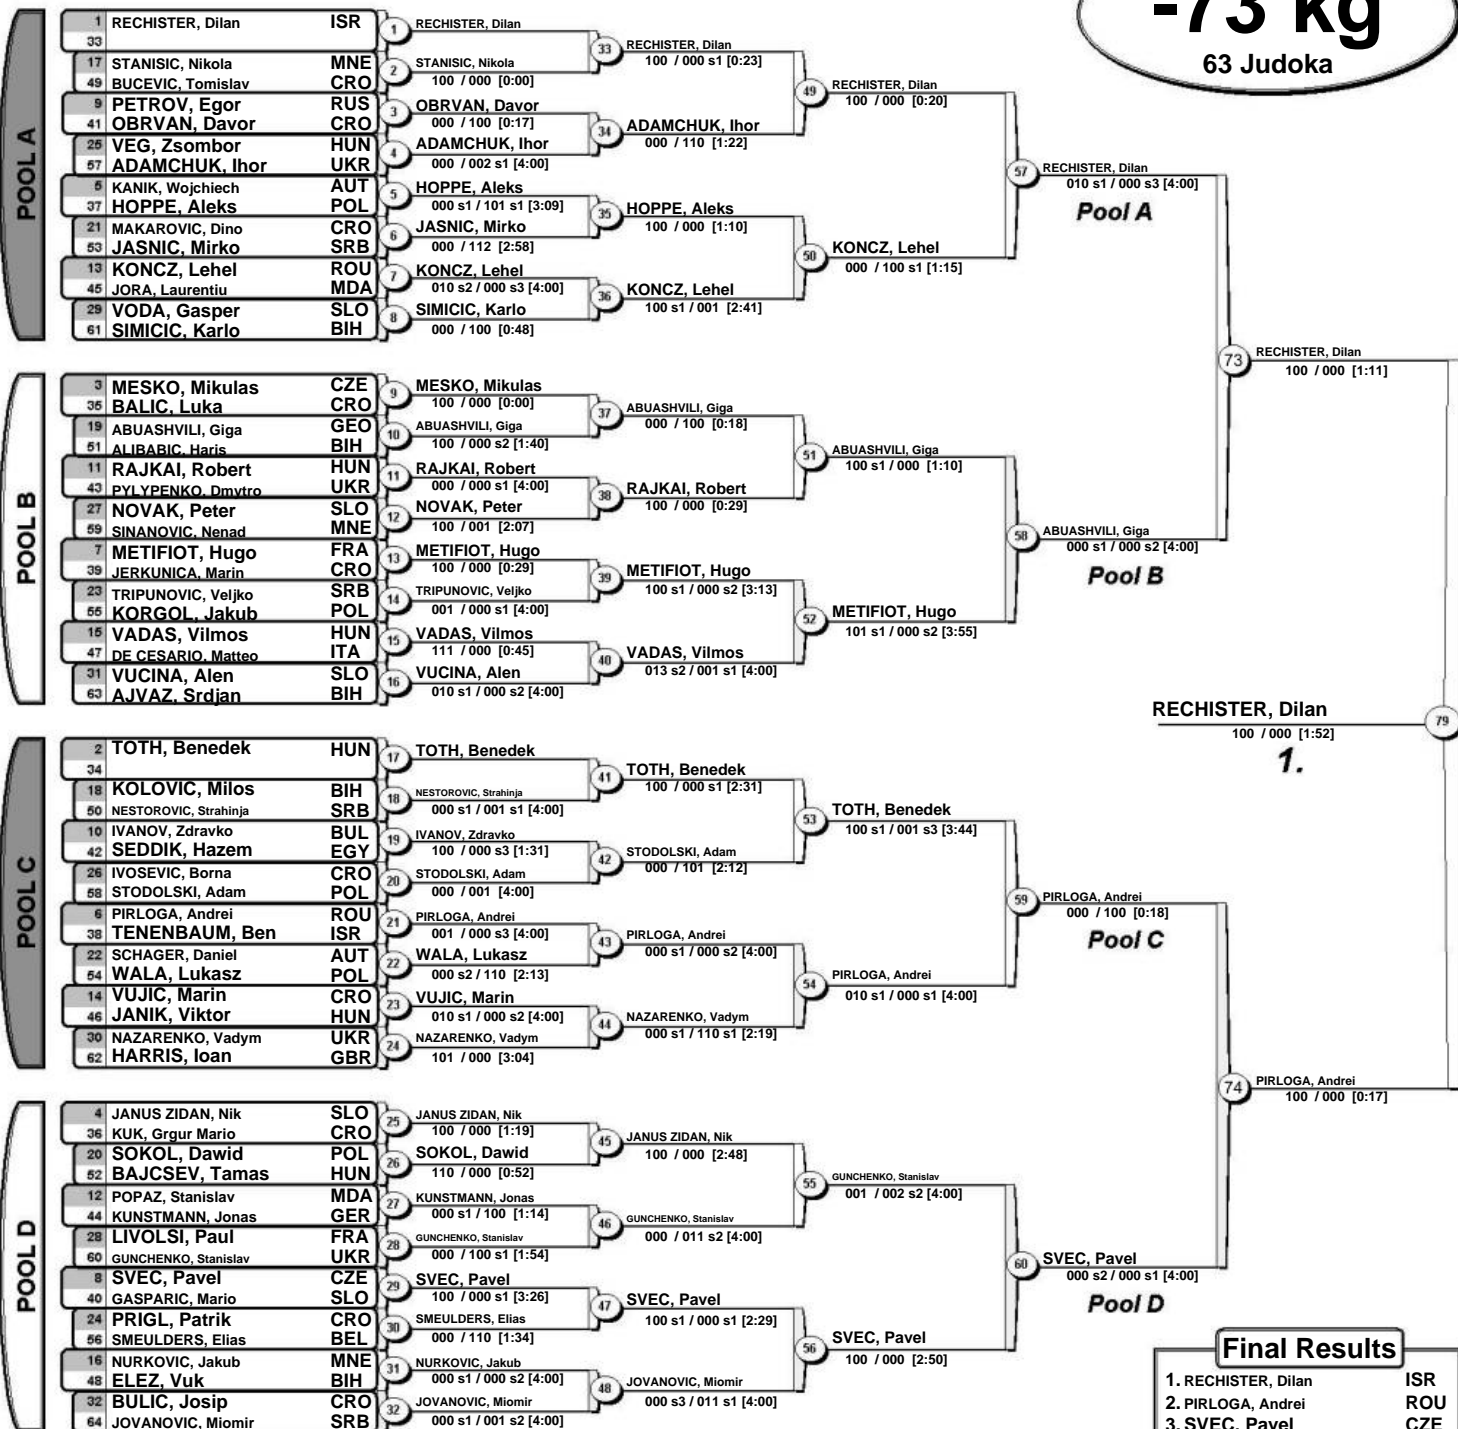 -73 kg
63 Judoka
POOL A
1 RECHISTER, Dilan ISR
33
17 STANISIC, Nikola MNE
49 BUCEVIC, Tomislav CRO
9 PETROV, Egor RUS
41 OBRVAN, Davor CRO
25 VEG, Zsombor HUN
57 ADAMCHUK, Ihor UKR
5 KANIK, Wojchiech AUT
37 HOPPE, Aleks POL
21 MAKAROVIC, Dino CRO
53 JASNIC, Mirko SRB
13 KONCZ, Lehel ROU
45 JORA, Laurentiu MDA
29 VODA, Gasper SLO
61 SIMICIC, Karlo BIH
1 RECHISTER, Dilan
2 STANISIC, Nikola
100 / 000 [0:00]
3 OBRVAN, Davor
000 / 100 [0:17]
4 ADAMCHUK, Ihor
000 / 002 s1 [4:00]
5 HOPPE, Aleks
000 s1 / 101 s1 [3:09]
6 JASNIC, Mirko
000 / 112 [2:58]
7 KONCZ, Lehel
010 s2 / 000 s3 [4:00]
8 SIMICIC, Karlo
000 / 100 [0:48]
33 RECHISTER, Dilan
100 / 000 s1 [0:23]
34 ADAMCHUK, Ihor
000 / 110 [1:22]
35 HOPPE, Aleks
100 / 000 [1:10]
36 KONCZ, Lehel
100 s1 / 001 [2:41]
49 RECHISTER, Dilan
100 / 000 [0:20]
50 KONCZ, Lehel
000 / 100 s1 [1:15]
57 RECHISTER, Dilan
010 s1 / 000 s3 [4:00]
Pool A
POOL B
3 MESKO, Mikulas CZE
35 BALIC, Luka CRO
19 ABUASHVILI, Giga GEO
51 ALIBABIC, Haris BIH
11 RAJKAI, Robert HUN
43 PYLYPENKO, Dmytro UKR
27 NOVAK, Peter SLO
59 SINANOVIC, Nenad MNE
7 METIFIOT, Hugo FRA
39 JERKUNICA, Marin CRO
23 TRIPUNOVIC, Veljko SRB
55 KORGOL, Jakub POL
15 VADAS, Vilmos HUN
47 DE CESARIO, Matteo ITA
31 VUCINA, Alen SLO
63 AJVAZ, Srdjan BIH
9 MESKO, Mikulas
100 / 000 [0:00]
10 ABUASHVILI, Giga
100 / 000 s2 [1:40]
11 RAJKAI, Robert
000 / 000 s1 [4:00]
12 NOVAK, Peter
100 / 001 [2:07]
13 METIFIOT, Hugo
100 / 000 [0:29]
14 TRIPUNOVIC, Veljko
001 / 000 s1 [4:00]
15 VADAS, Vilmos
111 / 000 [0:45]
16 VUCINA, Alen
010 s1 / 000 s2 [4:00]
37 ABUASHVILI, Giga
000 / 100 [0:18]
38 RAJKAI, Robert
100 / 000 [0:29]
39 METIFIOT, Hugo
100 s1 / 000 s2 [3:13]
40 VADAS, Vilmos
013 s2 / 001 s1 [4:00]
51 ABUASHVILI, Giga
100 s1 / 000 [1:10]
52 METIFIOT, Hugo
101 s1 / 000 s2 [3:55]
58 ABUASHVILI, Giga
000 s1 / 000 s2 [4:00]
Pool B
73 RECHISTER, Dilan
100 / 000 [1:11]
RECHISTER, Dilan 79
100 / 000 [1:52]
1.
POOL C
2 TOTH, Benedek HUN
34
18 KOLOVIC, Milos BIH
50 NESTOROVIC, Strahinja SRB
10 IVANOV, Zdravko BUL
42 SEDDIK, Hazem EGY
26 IVOSEVIC, Borna CRO
58 STODOLSKI, Adam POL
6 PIRLOGA, Andrei ROU
38 TENENBAUM, Ben ISR
22 SCHAGER, Daniel AUT
54 WALA, Lukasz POL
14 VUJIC, Marin CRO
46 JANIK, Viktor HUN
30 NAZARENKO, Vadym UKR
62 HARRIS, Ioan GBR
17 TOTH, Benedek
18 NESTOROVIC, Strahinja
000 s1 / 001 s1 [4:00]
19 IVANOV, Zdravko
100 / 000 s3 [1:31]
20 STODOLSKI, Adam
000 / 001 [4:00]
21 PIRLOGA, Andrei
001 / 000 s3 [4:00]
22 WALA, Lukasz
000 s2 / 110 [2:13]
23 VUJIC, Marin
010 s1 / 000 s2 [4:00]
24 NAZARENKO, Vadym
101 / 000 [3:04]
41 TOTH, Benedek
100 / 000 s1 [2:31]
42 STODOLSKI, Adam
000 / 101 [2:12]
43 PIRLOGA, Andrei
000 s1 / 000 s2 [4:00]
44 NAZARENKO, Vadym
000 s1 / 110 s1 [2:19]
53 TOTH, Benedek
100 s1 / 001 s3 [3:44]
54 PIRLOGA, Andrei
010 s1 / 000 s1 [4:00]
59 PIRLOGA, Andrei
000 / 100 [0:18]
Pool C
74 PIRLOGA, Andrei
100 / 000 [0:17]
POOL D
4 JANUS ZIDAN, Nik SLO
36 KUK, Grgur Mario CRO
20 SOKOL, Dawid POL
52 BAJCSEV, Tamas HUN
12 POPAZ, Stanislav MDA
44 KUNSTMANN, Jonas GER
28 LIVOLSI, Paul FRA
60 GUNCHENKO, Stanislav UKR
8 SVEC, Pavel CZE
40 GASPARIC, Mario SLO
24 PRIGL, Patrik CRO
56 SMEULDERS, Elias BEL
16 NURKOVIC, Jakub MNE
48 ELEZ, Vuk BIH
32 BULIC, Josip CRO
64 JOVANOVIC, Miomir SRB
25 JANUS ZIDAN, Nik
100 / 000 [1:19]
26 SOKOL, Dawid
110 / 000 [0:52]
27 KUNSTMANN, Jonas
000 s1 / 100 [1:14]
28 GUNCHENKO, Stanislav
000 / 100 s1 [1:54]
29 SVEC, Pavel
100 / 000 s1 [3:26]
30 SMEULDERS, Elias
000 / 110 [1:34]
31 NURKOVIC, Jakub
000 s1 / 000 s2 [4:00]
32 JOVANOVIC, Miomir
000 s1 / 001 s2 [4:00]
45 JANUS ZIDAN, Nik
100 / 000 [2:48]
46 GUNCHENKO, Stanislav
000 / 011 s2 [4:00]
47 SVEC, Pavel
100 s1 / 000 s1 [2:29]
48 JOVANOVIC, Miomir
000 s3 / 011 s1 [4:00]
55 GUNCHENKO, Stanislav
001 / 002 s2 [4:00]
56 SVEC, Pavel
100 / 000 [2:50]
60 SVEC, Pavel
000 s2 / 000 s1 [4:00]
Pool D
Final Results
1. RECHISTER, Dilan ISR
2. PIRLOGA, Andrei ROU
3. SVEC, Pavel CZE